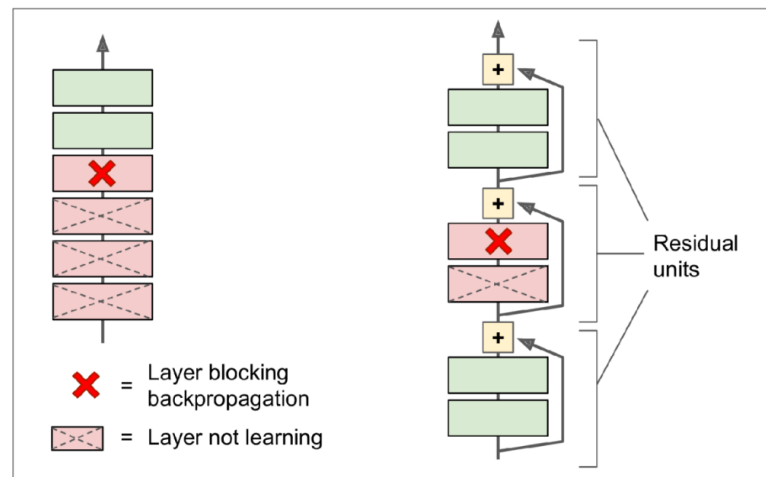 +
+
Residual
units
+
= Layer blocking
backpropagation
= Layer not learning